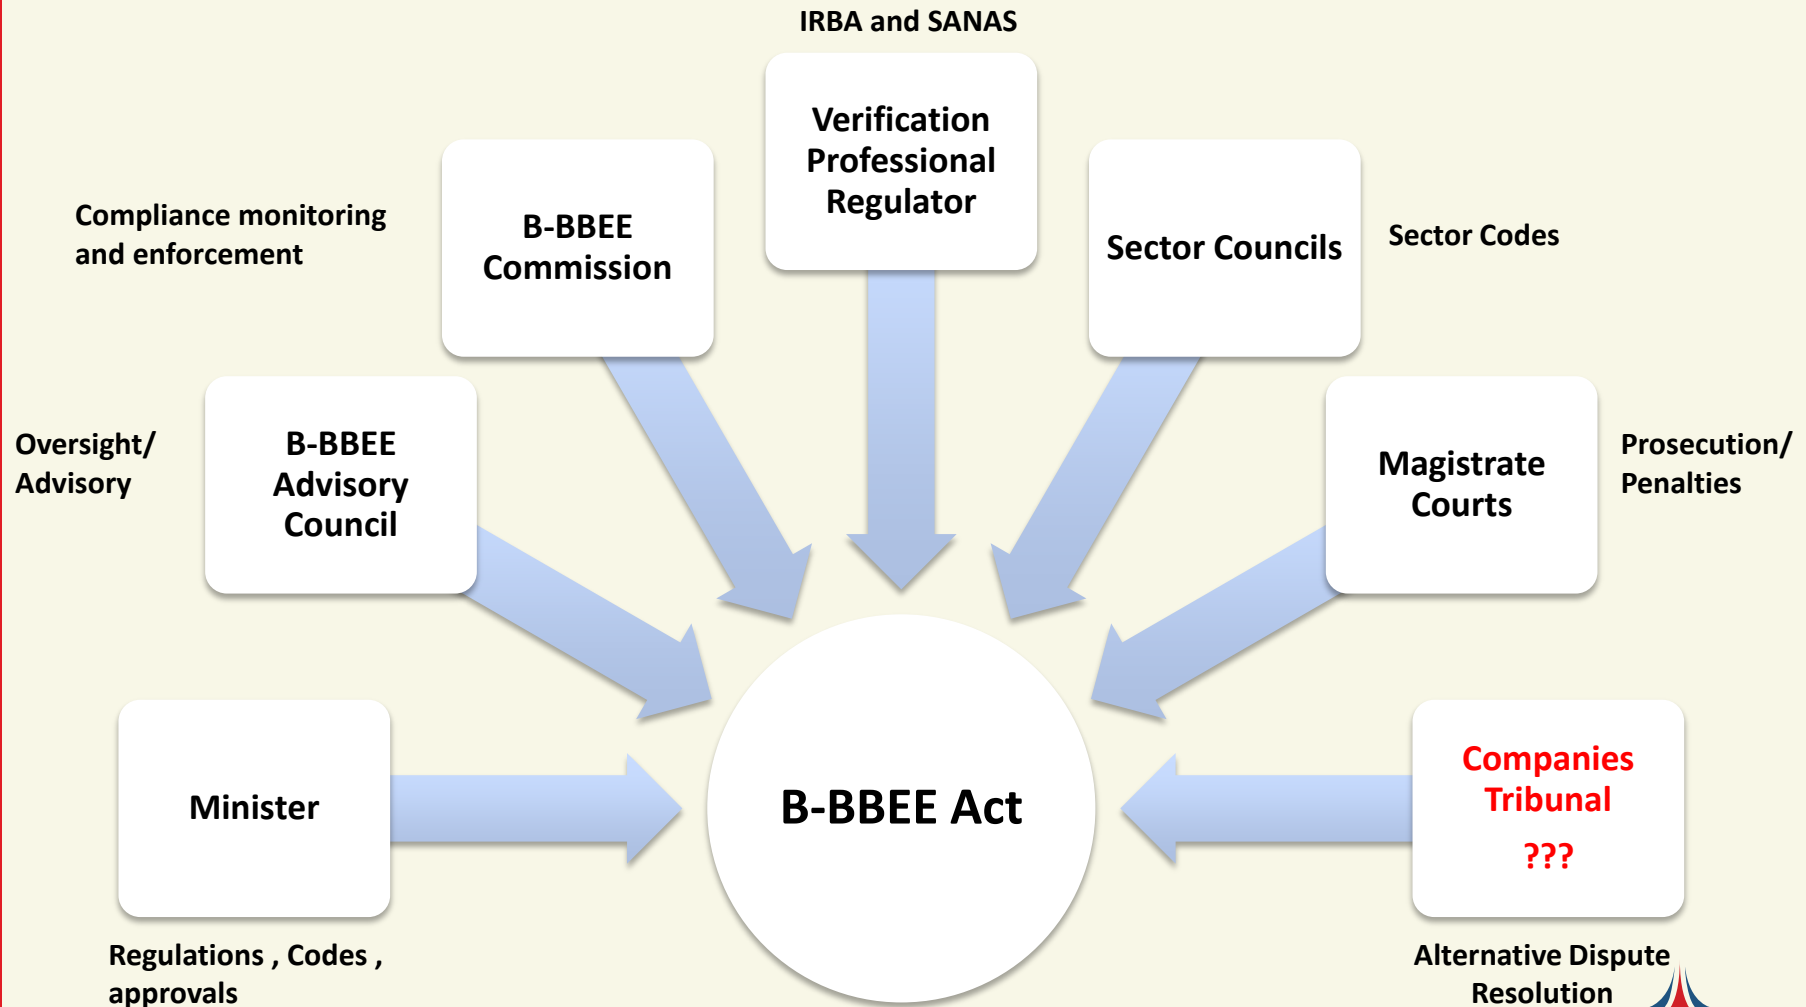 IRBA and SANAS
Verification
Professional
Regulator
Compliance monitoring
and enforcement
B-BBEE
Commission
Sector Councils
Sector Codes
Oversight/
Advisory
B-BBEE
Advisory
Council
Magistrate
Courts
Prosecution/
Penalties
Minister
B-BBEE Act
Companies
Tribunal
???
Regulations , Codes ,
approvals
Alternative Dispute
Resolution